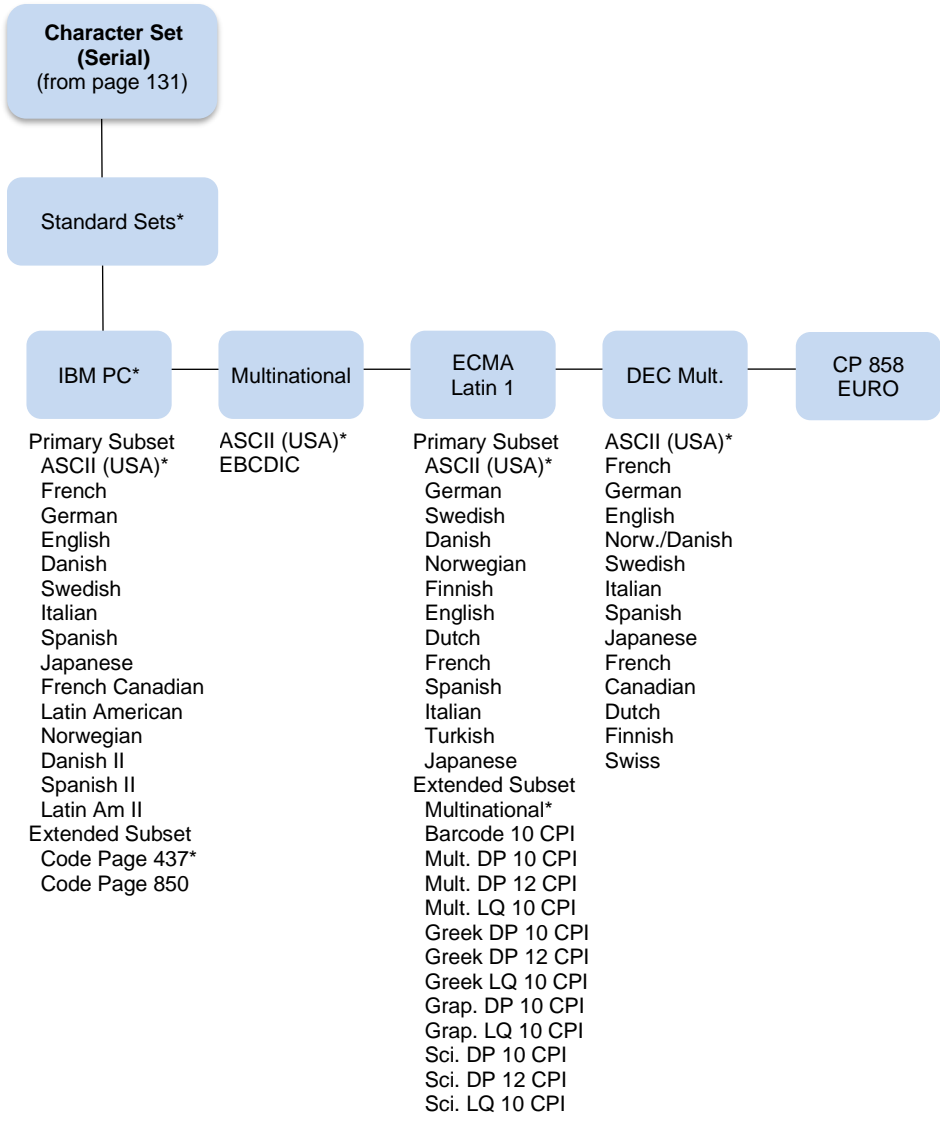 Character Set
(Serial)
(from page 131)
Standard Sets*
IBM PC*
Multinational
ECMA
Latin 1
DEC Mult.
CP 858
EURO
Primary Subset
ASCII (USA)*
French
German
English
Danish
Swedish
Italian
Spanish
Japanese
French Canadian
Latin American
Norwegian
Danish II
Spanish II
Latin Am II
Extended Subset
Code Page 437*
Code Page 850
ASCII (USA)*
EBCDIC
Primary Subset
ASCII (USA)*
German
Swedish
Danish
Norwegian
Finnish
English
Dutch
French
Spanish
Italian
Turkish
Japanese
Extended Subset
Multinational*
Barcode 10 CPI
Mult. DP 10 CPI
Mult. DP 12 CPI
Mult. LQ 10 CPI
Greek DP 10 CPI
Greek DP 12 CPI
Greek LQ 10 CPI
Grap. DP 10 CPI
Grap. LQ 10 CPI
Sci. DP 10 CPI
Sci. DP 12 CPI
Sci. LQ 10 CPI
ASCII (USA)*
French
German
English
Norw./Danish
Swedish
Italian
Spanish
Japanese
French
Canadian
Dutch
Finnish
Swiss